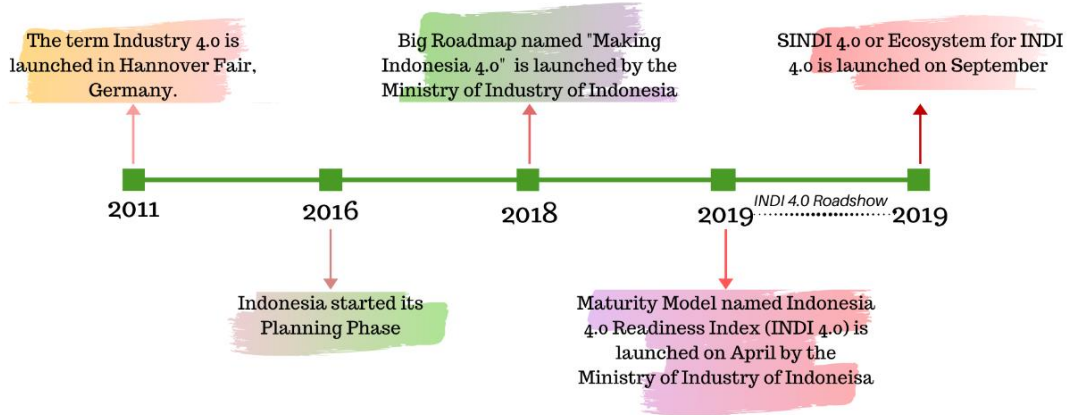 The term Industry 4.0 is
launched in Hannover Fair,
Germany.
Big Roadmap named "Making
Indonesia 4.0" is launched by the
Ministry of Industry of Indonesia
SINDI 4.0 or Ecosystem for INDI
4.0 is launched on September
2011
2016
2018
2019
INDI 4.0 Roadshow
2019
Indonesia started its
Planning Phase
Maturity Model named Indonesia
4.0 Readiness Index (INDI 4.0) is
launched on April by the
Ministry of Industry of Indoneisa